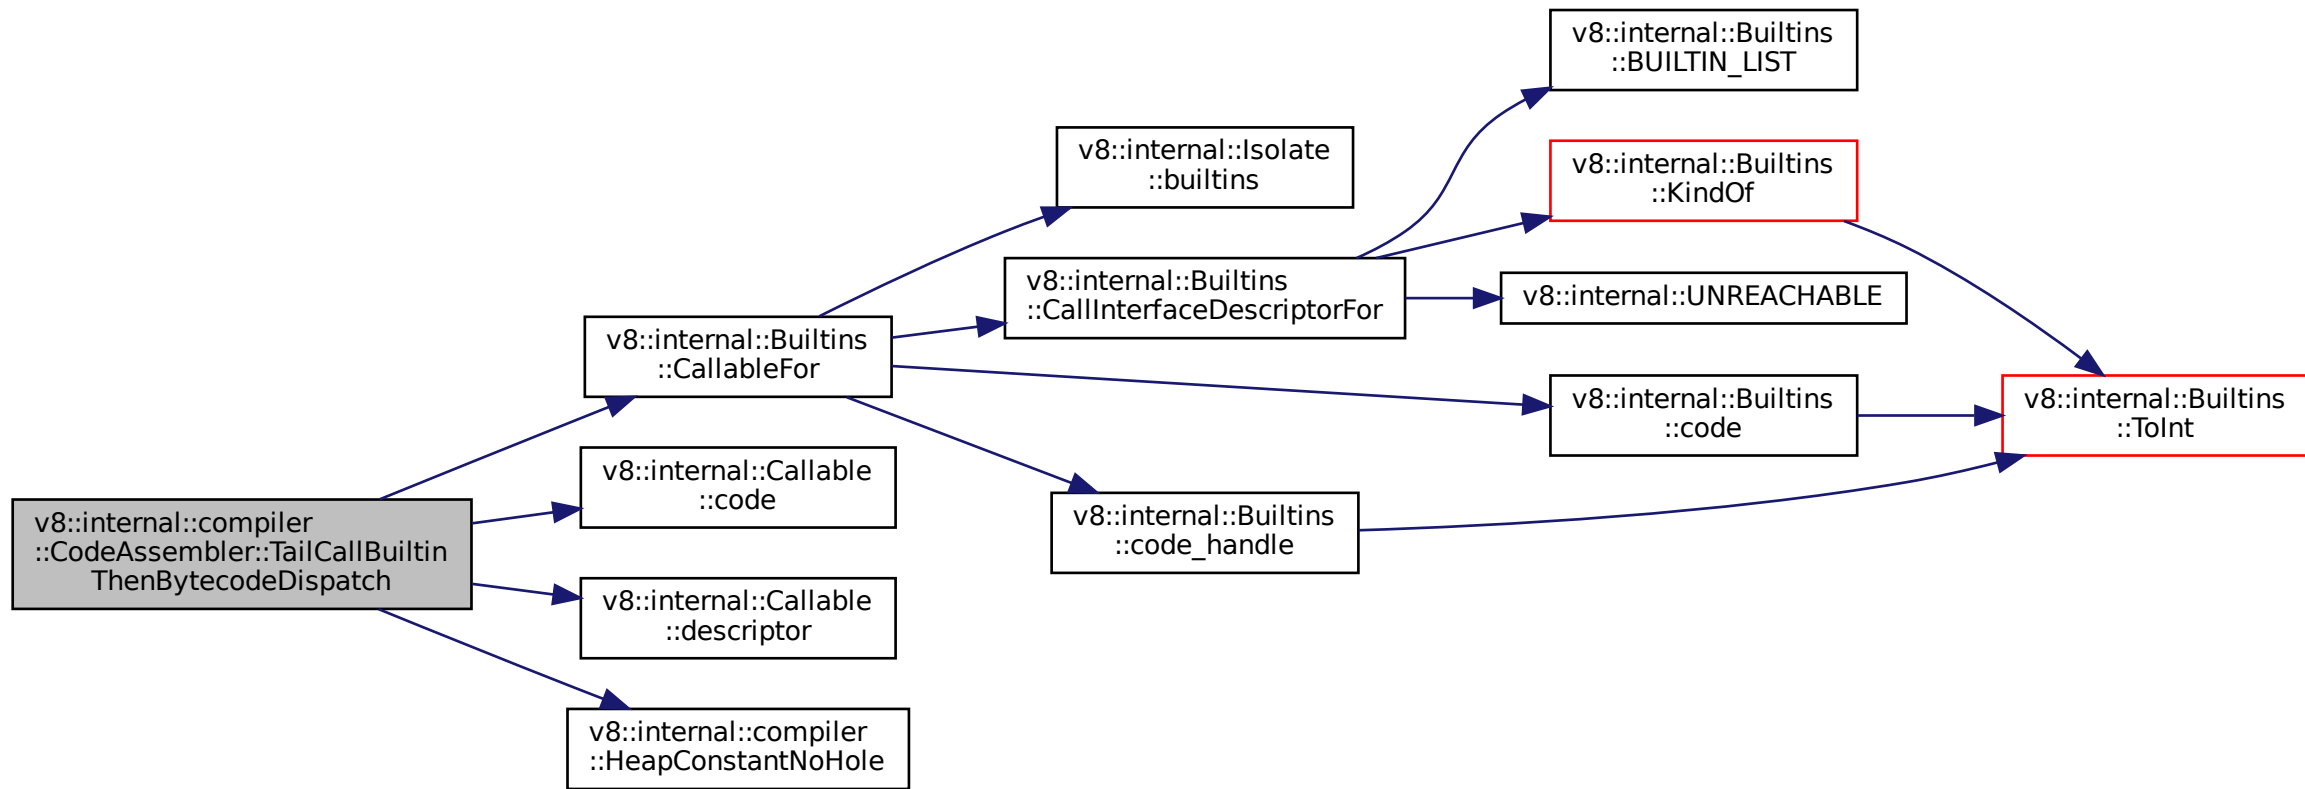 v8::internal::Builtins
::BUILTIN_LIST
v8::internal::Isolate
::builtins
v8::internal::Builtins
::KindOf
v8::internal::Builtins
::CallInterfaceDescriptorFor
v8::internal::UNREACHABLE
v8::internal::Builtins
::CallableFor
v8::internal::Builtins
::code
v8::internal::Builtins
::ToInt
v8::internal::Callable
::code
v8::internal::compiler
::CodeAssembler::TailCallBuiltin
ThenBytecodeDispatch
v8::internal::Builtins
::code_handle
v8::internal::Callable
::descriptor
v8::internal::compiler
::HeapConstantNoHole